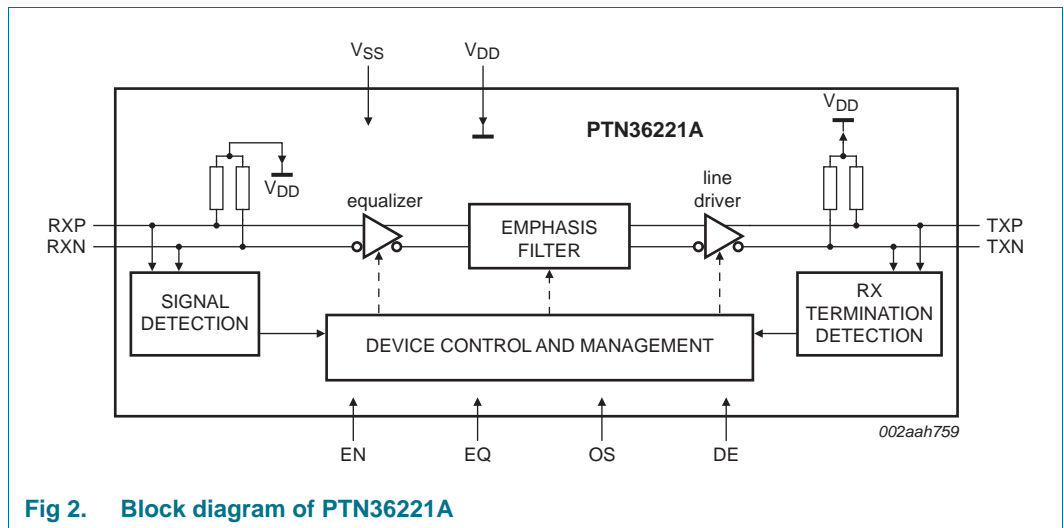 VSS
VDD
PTN36221A
VDD
VDD
equalizer
line
driver
RXP
RXN
EMPHASIS
FILTER
TXP
TXN
SIGNAL
DETECTION
RX
TERMINATION
DETECTION
DEVICE CONTROL AND MANAGEMENT
EN
EQ
OS
DE
002aah759
Fig 2. Block diagram of PTN36221A